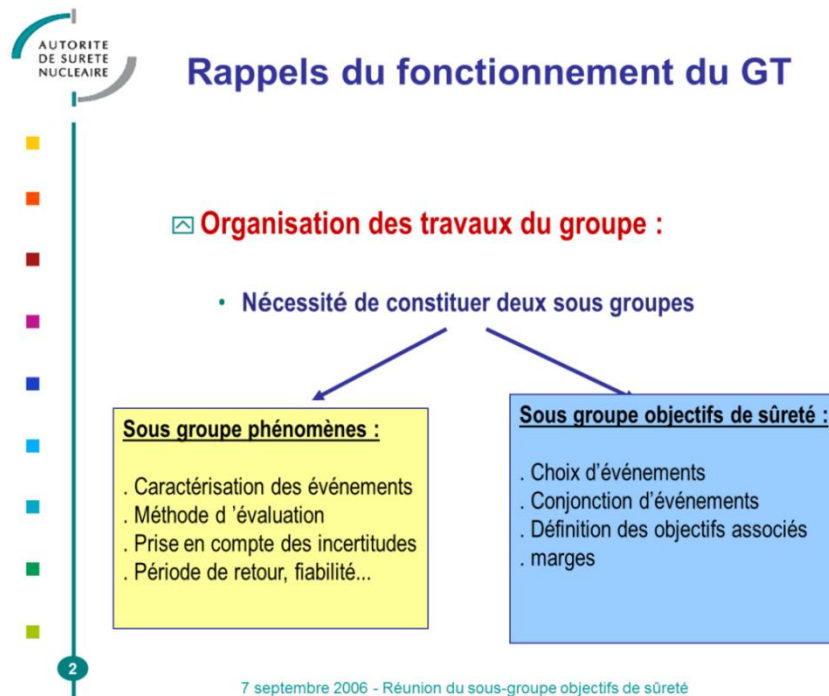 AUTORITE
DE SURETE
NUCLEAIRE
Rappels du fonctionnement du GT
Organisation des travaux du groupe :
• Nécessité de constituer deux sous groupes
Sous groupe phénomènes :
. Caractérisation des événements
. Méthode d ’évaluation
. Prise en compte des incertitudes
. Période de retour, fiabilité...
Sous groupe objectifs de sûreté :
. Choix d’événements
. Conjonction d’événements
. Définition des objectifs associés
. marges
2
7 septembre 2006 - Réunion du sous-groupe objectifs de sûreté